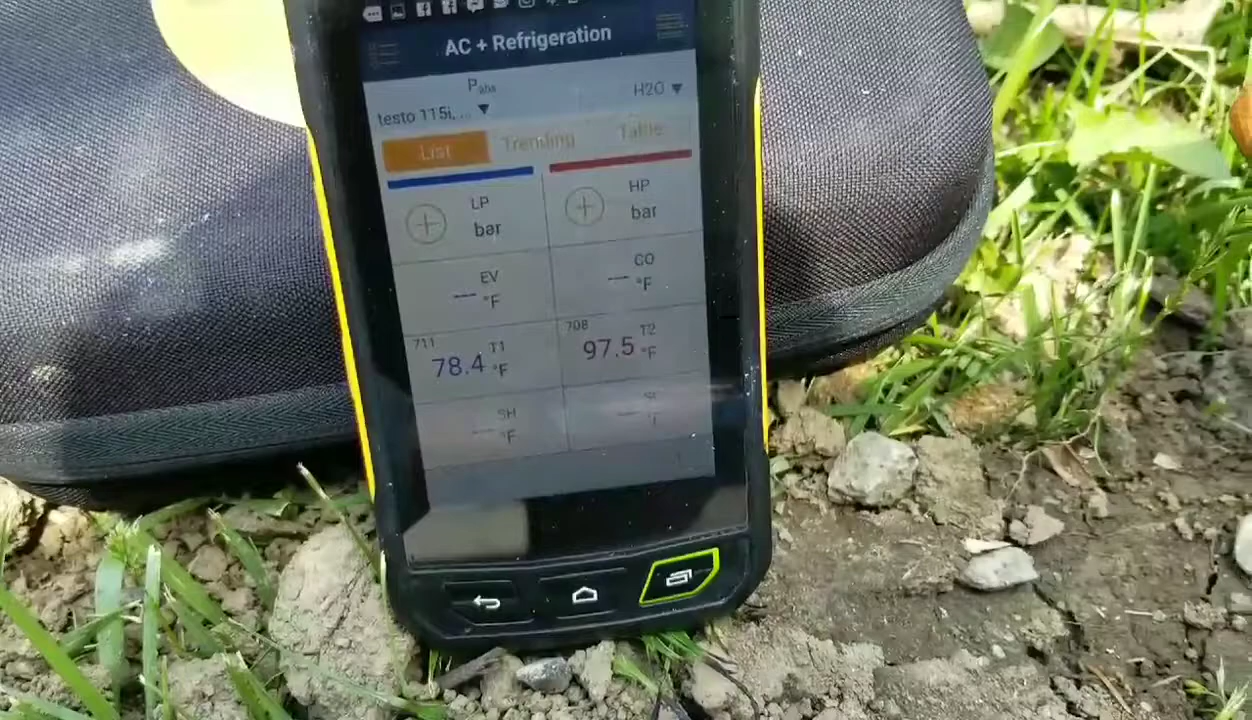 AC + Refrigeration
Pabs
testo 115i,... ▼ H2O ▼
List Trending Table
LP HP
bar bar
EV CO
--- °F --- °F
711 T1 708 T2
78.4 °F 97.5 °F
SH
--- °F